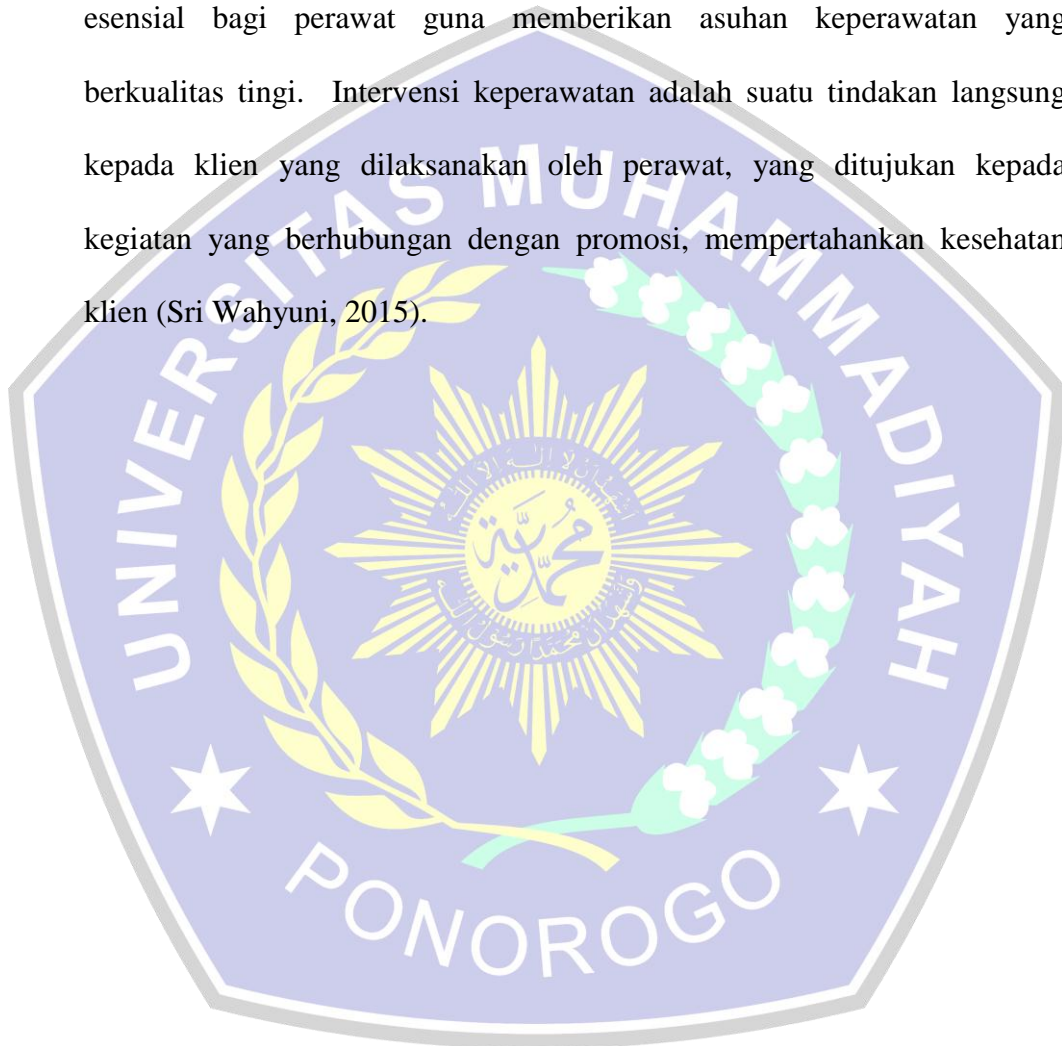 esensial bagi perawat guna memberikan asuhan keperawatan yang
berkualitas tingi. Intervensi keperawatan adalah suatu tindakan langsung
kepada klien yang dilaksanakan oleh perawat, yang ditujukan kepada
kegiatan yang berhubungan dengan promosi, mempertahankan kesehatan
klien (Sri Wahyuni, 2015).
UNIVERSITAS MUHAMMADIYAH
محمدية
PONOROGO